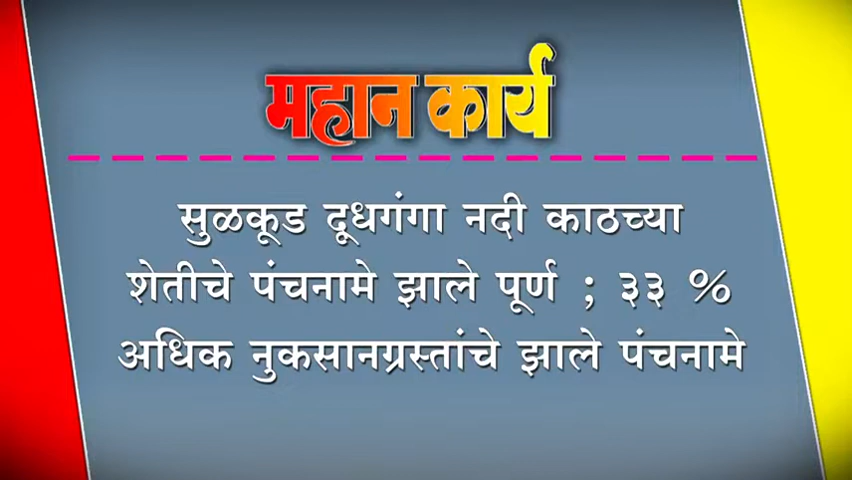 महान कार्य
सुळकूड दूधगंगा नदी काठच्या
शेतीचे पंचनामे झाले पूर्ण ; ३३ %
अधिक नुकसानग्रस्तांचे झाले पंचनामे